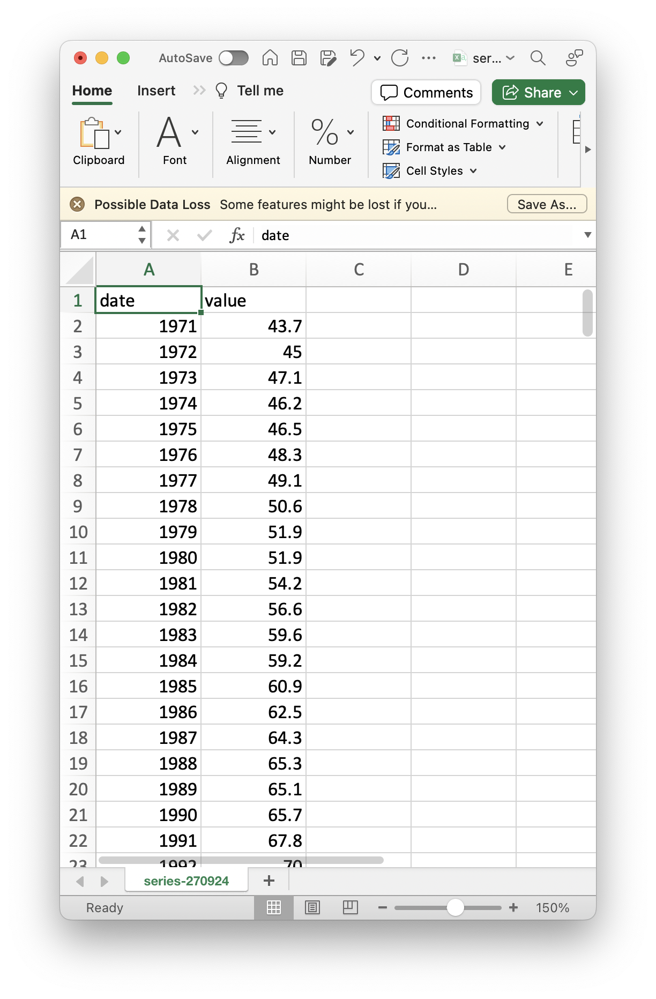 AutoSave ser...
Home Insert Tell me Comments Share
Clipboard Font Alignment Number
Conditional Formatting
Format as Table
Cell Styles
Possible Data Loss Some features might be lost if you... Save As...
A1 fx date
A B C D E
1 date value
2 1971 43.7
3 1972 45
4 1973 47.1
5 1974 46.2
6 1975 46.5
7 1976 48.3
8 1977 49.1
9 1978 50.6
10 1979 51.9
11 1980 51.9
12 1981 54.2
13 1982 56.6
14 1983 59.6
15 1984 59.2
16 1985 60.9
17 1986 62.5
18 1987 64.3
19 1988 65.3
20 1989 65.1
21 1990 65.7
22 1991 67.8
23 1992 70
series-270924
Ready 150%